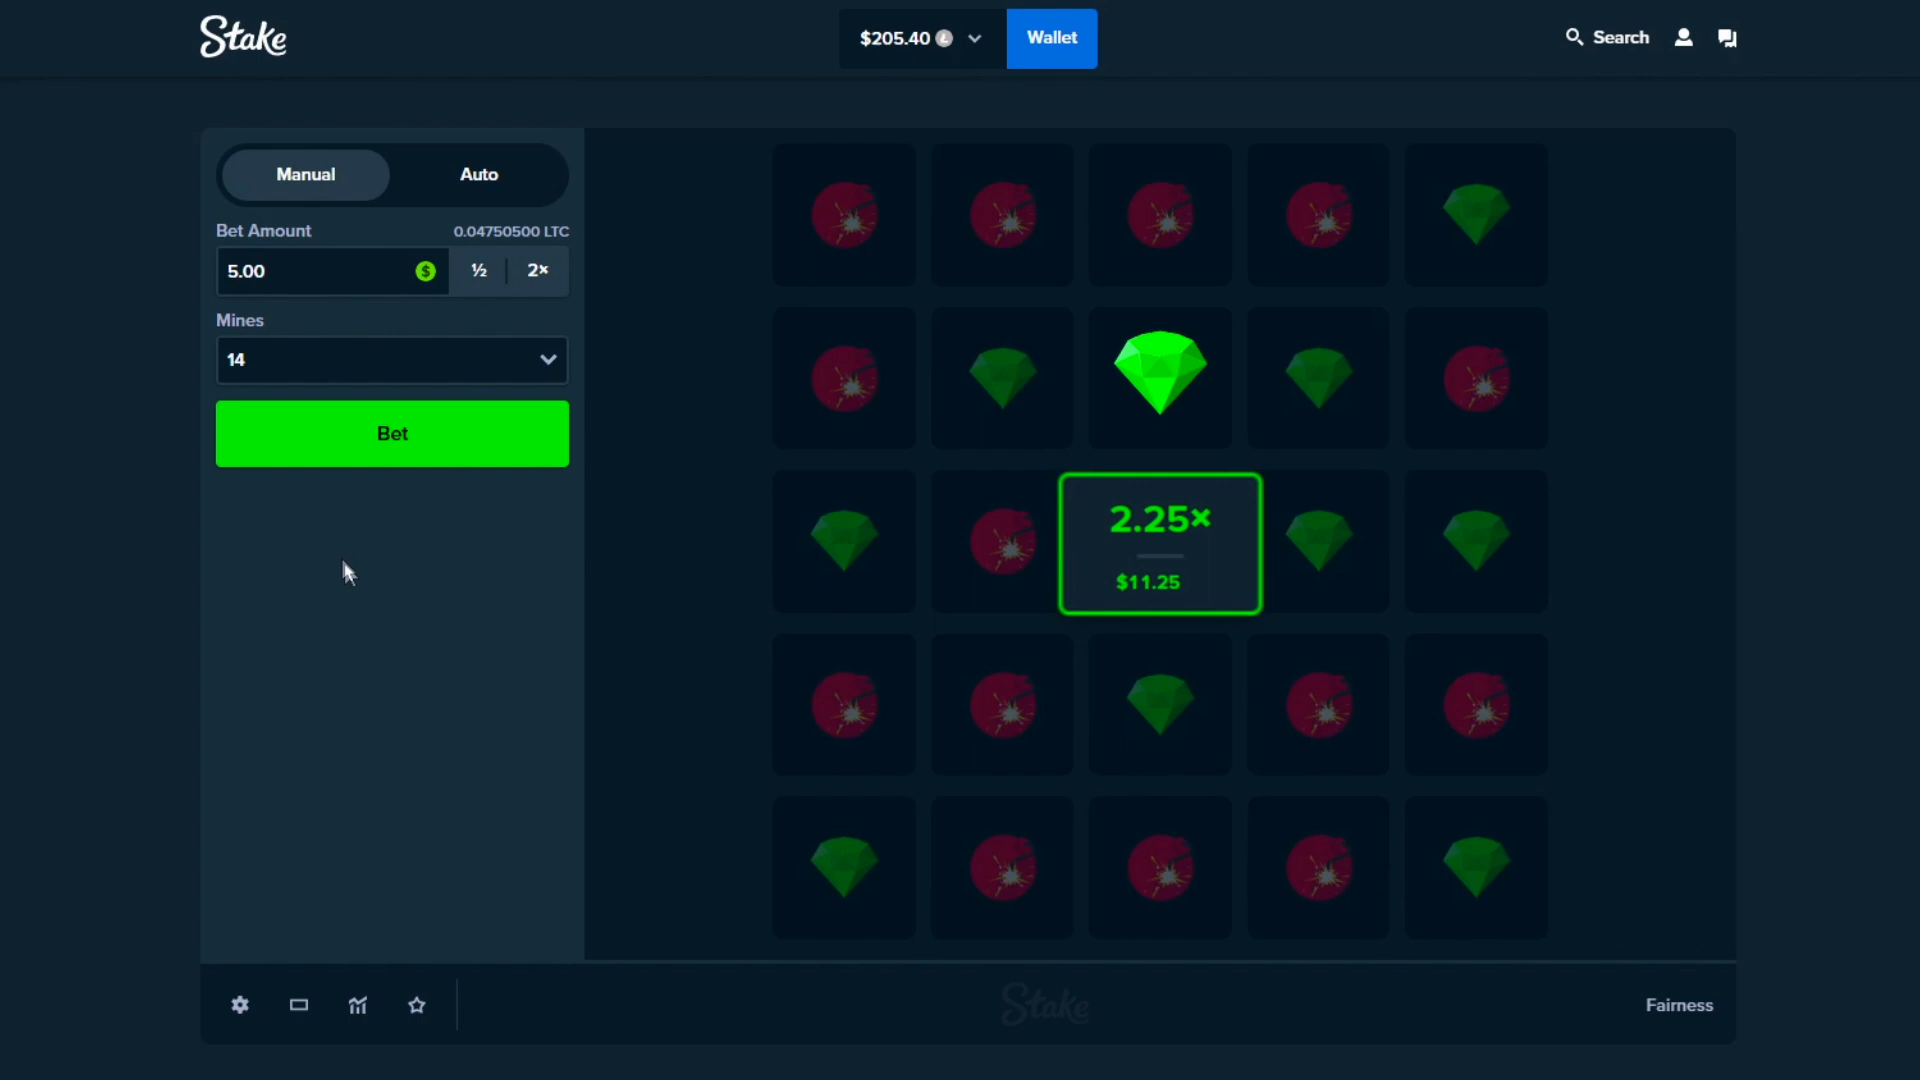 Stake
$205.40
Wallet
Search
Manual
Auto
Bet Amount
0.04750500 LTC
5.00
$
½
2×
Mines
14
Bet
2.25×
$11.25
Stake
Fairness